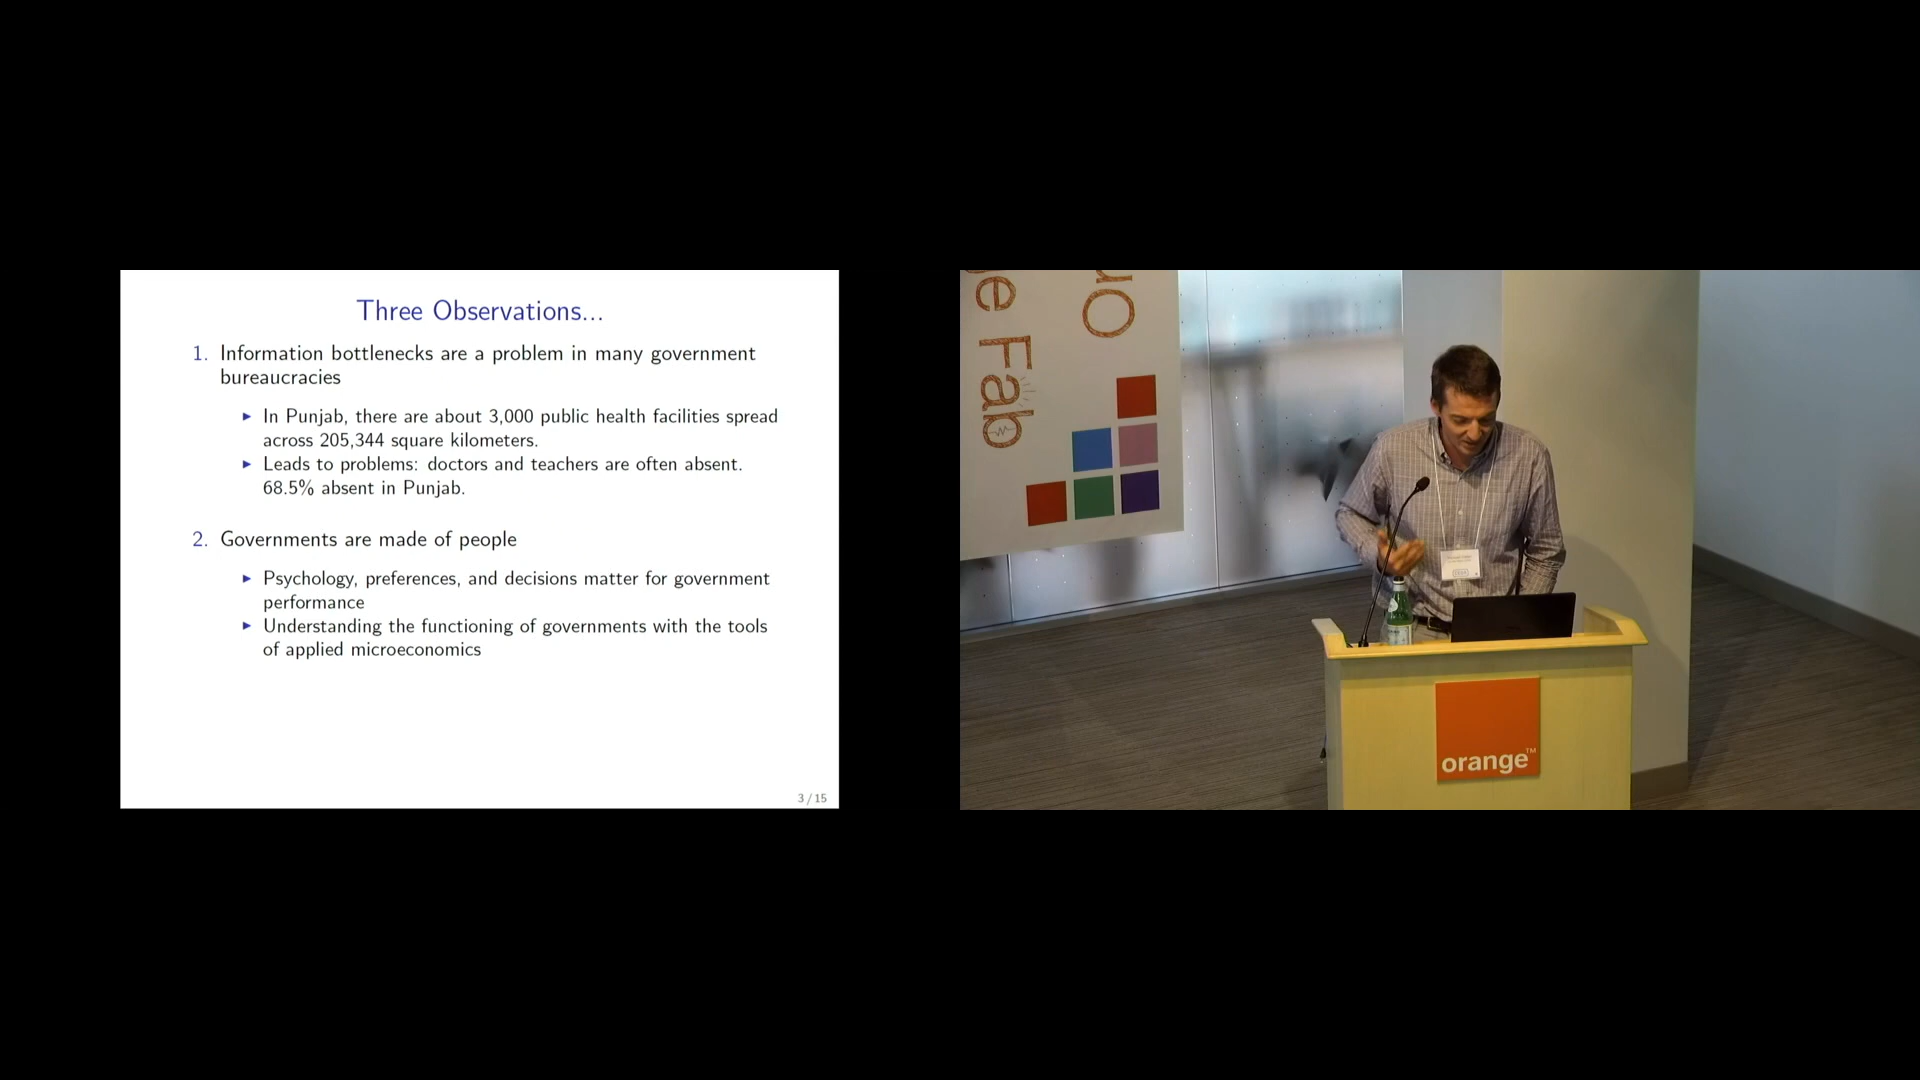 Three Observations...
1. Information bottlenecks are a problem in many government
bureaucracies
► In Punjab, there are about 3,000 public health facilities spread
across 205,344 square kilometers.
► Leads to problems: doctors and teachers are often absent.
68.5% absent in Punjab.
2. Governments are made of people
► Psychology, preferences, and decisions matter for government
performance
► Understanding the functioning of governments with the tools
of applied microeconomics
3 / 15
ge Fab
orange™